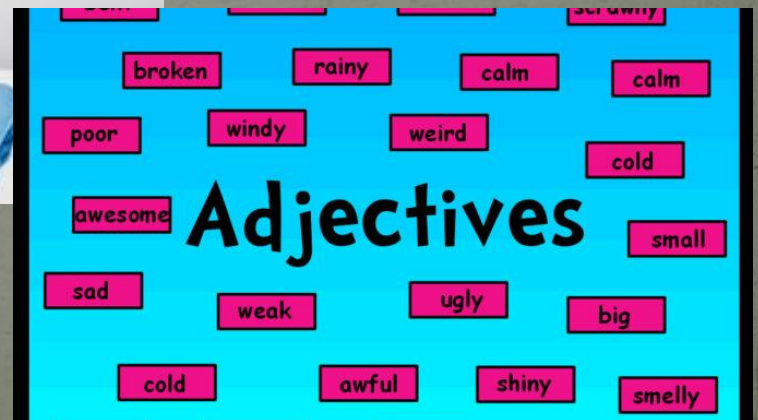 scrawny
broken rainy calm calm
poor windy weird
cold
awesome Adjectives
small
sad weak ugly big
cold awful shiny smelly